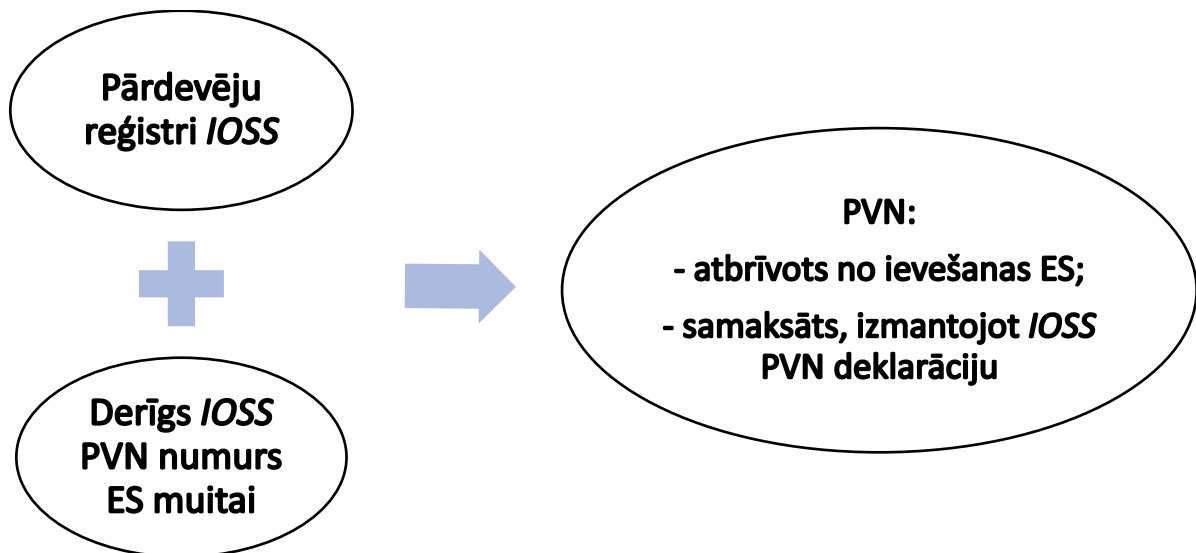 Pārdevēju
reģistri IOSS
Derīgs IOSS
PVN numurs
ES muitai
PVN:
- atbrīvots no ievešanas ES;
- samaksāts, izmantojot IOSS
PVN deklarāciju